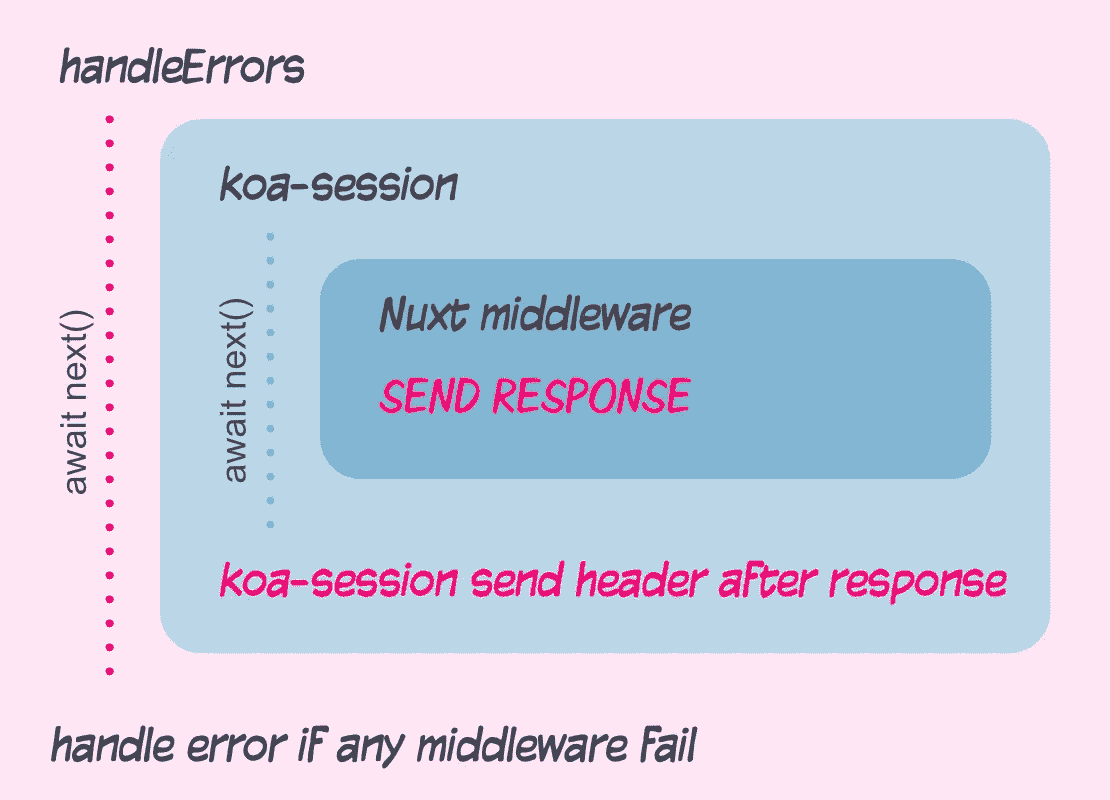 handleErrors
koa-session
await next()
await next()
Nuxt middleware
SEND RESPONSE
koa-session send header after response
handle error if any middleware fail